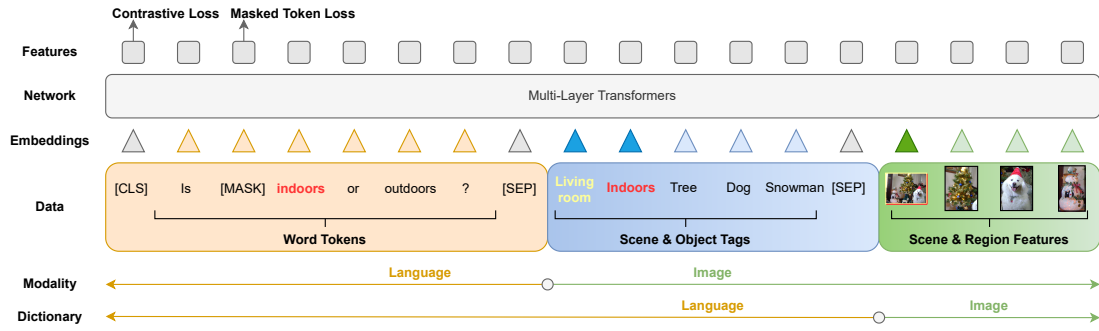 Contrastive Loss Masked Token Loss
Features
Network Multi-Layer Transformers
Embeddings
Data [CLS] Is [MASK] indoors or outdoors ? [SEP] Living room Indoors Tree Dog Snowman [SEP]
Word Tokens Scene & Object Tags Scene & Region Features
Language Image
Modality
Language Image
Dictionary